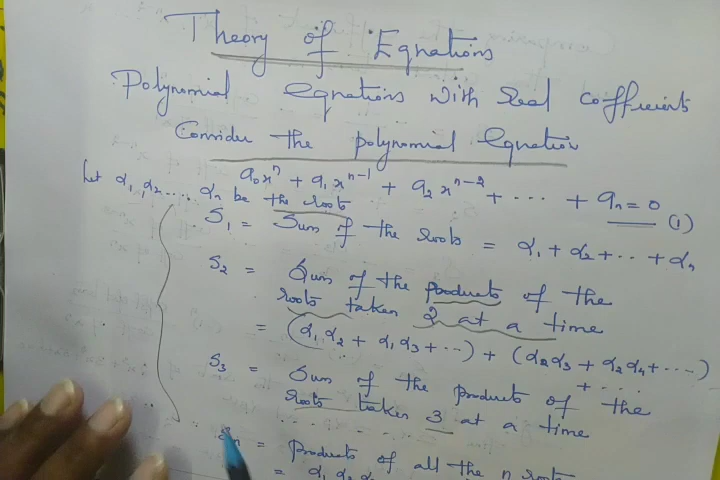 Theory of Equations
Polynomial equations with real coefficients
Consider the polynomial Equation
a₀xⁿ + a₁xⁿ⁻¹ + a₂xⁿ⁻² + ... + aₙ = 0 (1)
Let α₁, α₂ ..... αₙ be the roots
S₁ = Sum of the roots = α₁ + α₂ + ... + αₙ
S₂ = Sum of the products of the
roots taken 2 at a time
= (α₁α₂ + α₁α₃ + ...) + (α₂α₃ + α₂α₄ + ...)
+ ...
S₃ = Sum of the products of the
roots taken 3 at a time
Sₙ = Products of all the n roots
= α₁ α₂ α₃